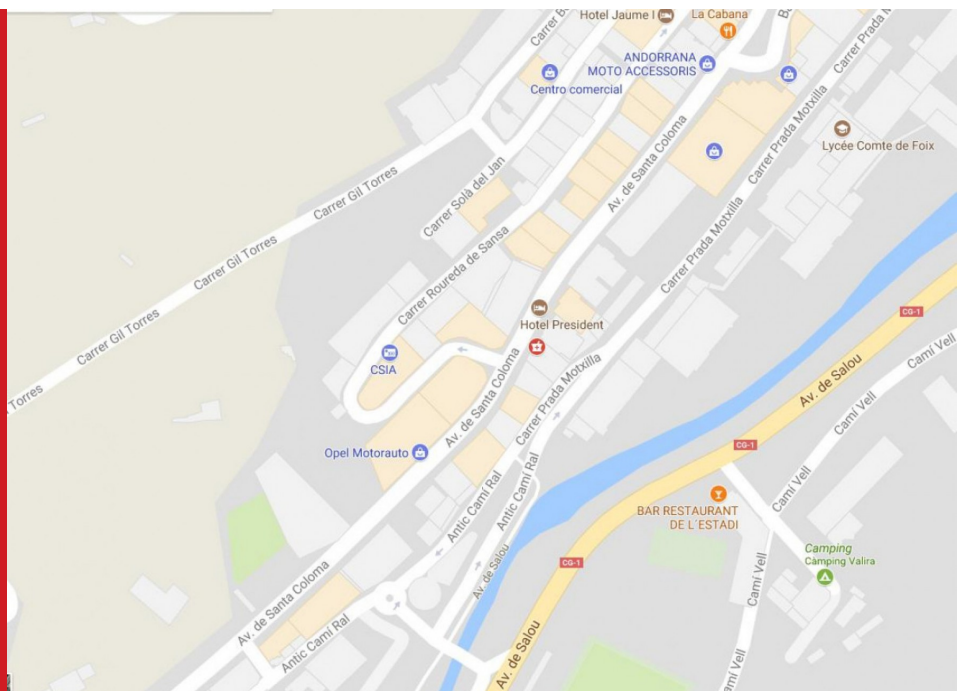 Hotel Jaume I
La Cabana
Carrer Prada M
Carrer B
ANDORRANA
MOTO ACCESSORIS
Centro comercial
Carrer Prada Motxilla
Lycée Comte de Foix
Av. de Santa Coloma
Carrer Solà del Jan
Carrer Gil Torres
Carrer Gil Torres
Carrer Roureda de Sansa
Carrer Prada Motxilla
Carrer Gil Torres
Hotel President
CG-1
Camí Vell
CSIA
Av. de Santa Coloma
Carrer Prada Motxilla
Av. de Salou
Camí Vell
Torres
Opel Motorauto
CG-1
Antic Camí Ral
Antic Camí Ral
Camí Vell
BAR RESTAURANT
DE L´ESTADI
Camping
Càmping Valira
CG-1
Av. de Salou
Camí Vell
Av. de Santa Coloma
Antic Camí Ral
Av. de Salou
mí Vell